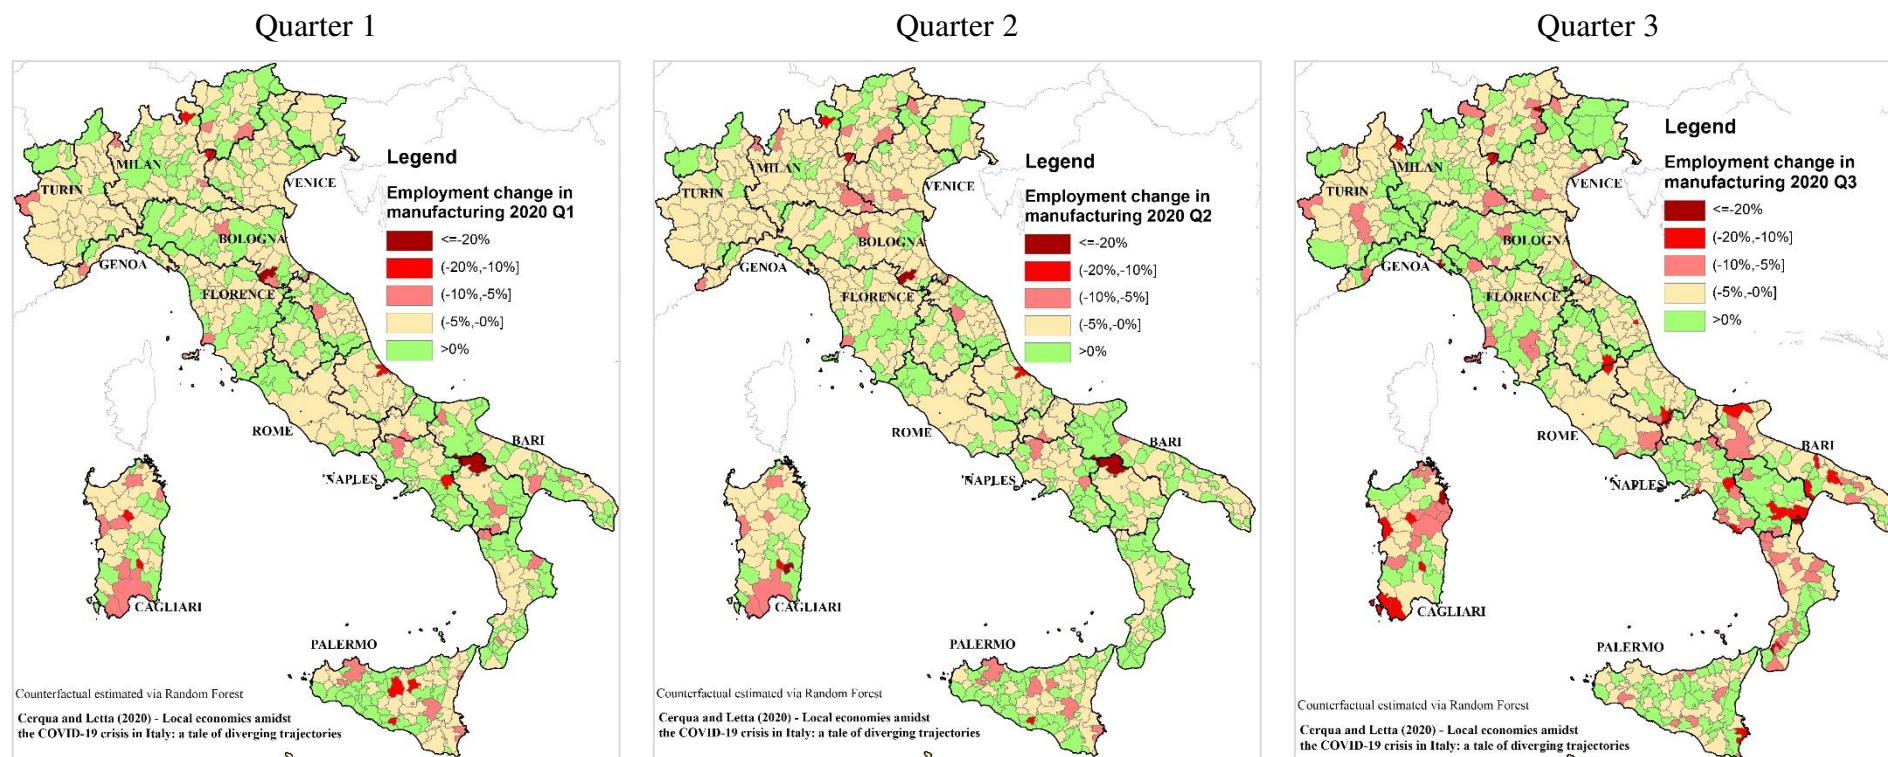 Quarter 1
Quarter 2
Quarter 3
MILAN
TURIN
VENICE
BOLOGNA
GENOA
FLORENCE
ROME
BARI
'NAPLES
CAGLIARI
PALERMO
Legend
Employment change in
manufacturing 2020 Q1
<=-20%
(-20%,-10%]
(-10%,-5%]
(-5%,-0%]
>0%
Counterfactual estimated via Random Forest
Cerqua and Letta (2020) - Local economies amidst
the COVID-19 crisis in Italy: a tale of diverging trajectories
MILAN
TURIN
VENICE
BOLOGNA
GENOA
FLORENCE
ROME
BARI
'NAPLES
CAGLIARI
PALERMO
Legend
Employment change in
manufacturing 2020 Q2
<=-20%
(-20%,-10%]
(-10%,-5%]
(-5%,-0%]
>0%
Counterfactual estimated via Random Forest
Cerqua and Letta (2020) - Local economies amidst
the COVID-19 crisis in Italy: a tale of diverging trajectories
MILAN
TURIN
VENICE
BOLOGNA
GENOA
FLORENCE
ROME
BARI
NAPLES
CAGLIARI
PALERMO
Legend
Employment change in
manufacturing 2020 Q3
<=-20%
(-20%,-10%]
(-10%,-5%]
(-5%,-0%]
>0%
Counterfactual estimated via Random Forest
Cerqua and Letta (2020) - Local economies amidst
the COVID-19 crisis in Italy: a tale of diverging trajectories